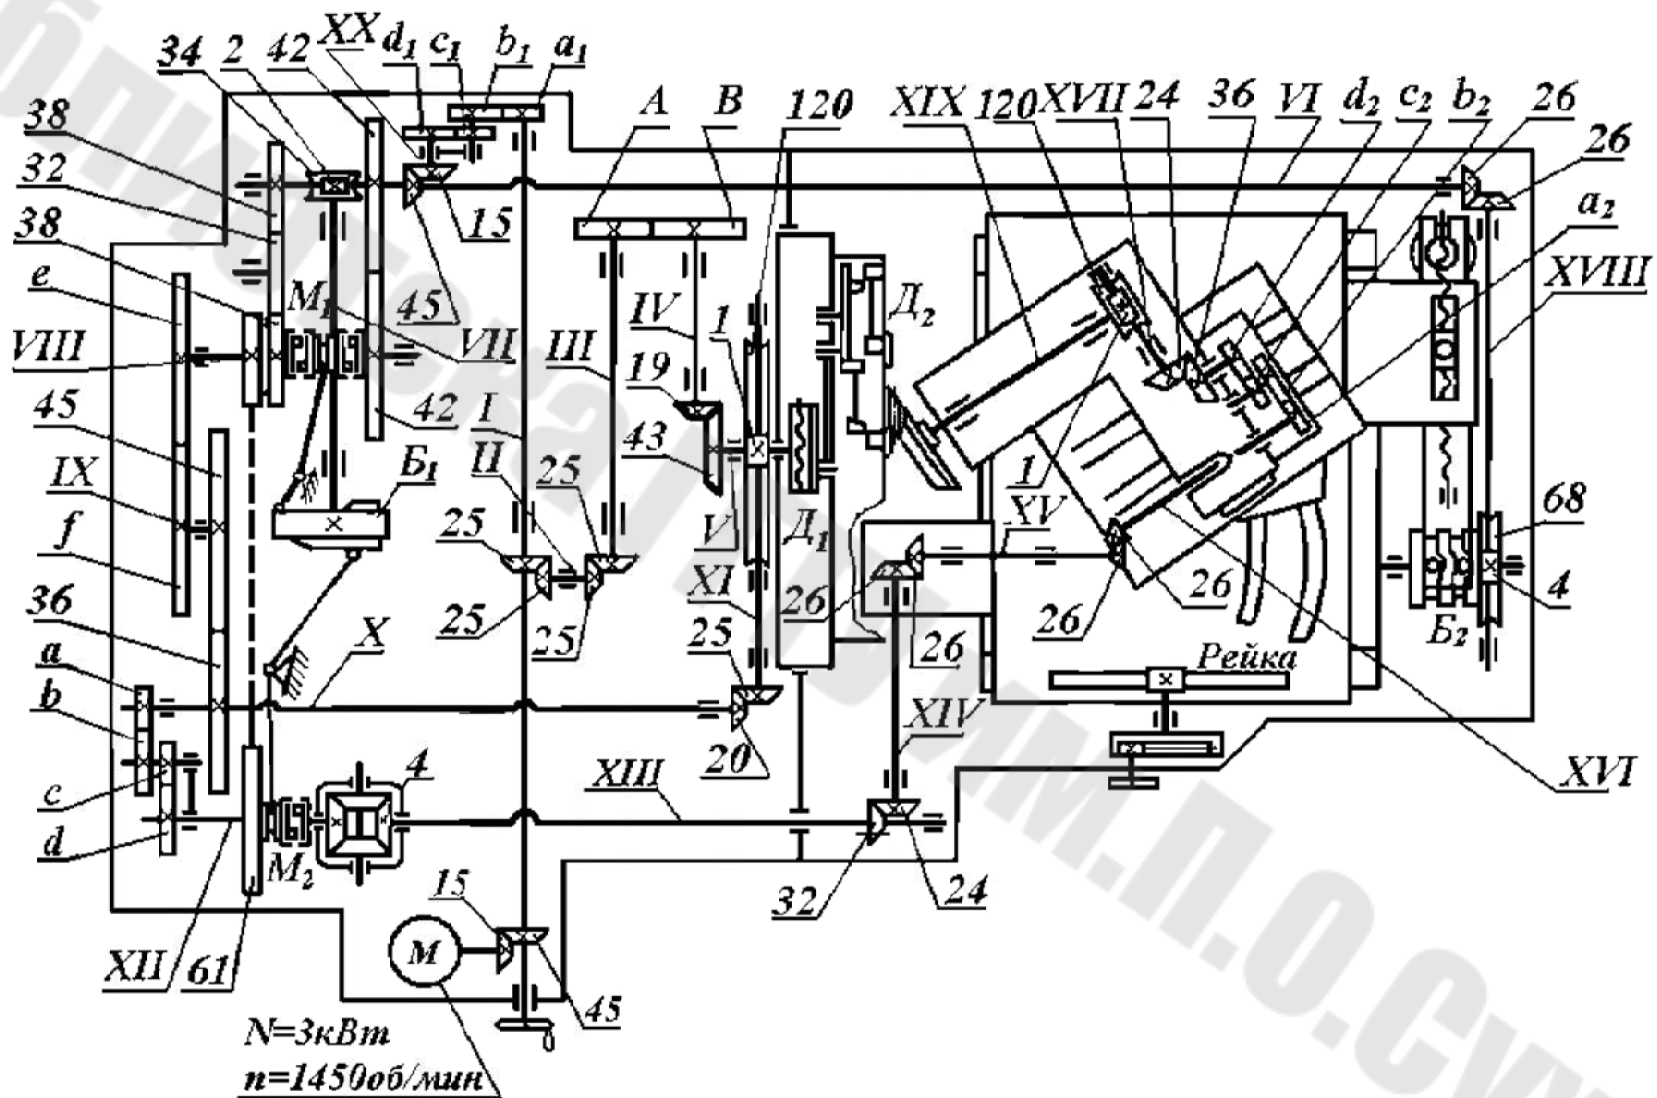 XX d₁ c₁ b₁ a₁
34 2 42
A B 120 XIX 120 XVII 24 36 VI d₂ c₂ b₂ 26
38
26
32
a₂
15
38
e
M₁
45
IV
1
Д₂
XVIII
VIII
VII
III
19
45
42
I
43
IX
II
25
Б₁
1
XV
68
f
25
V
Д₁
XI
26
26
4
36
25
25
26
26
25
Б₂
a
X
Рейка
b
XIV
20
4
XIII
XVI
c
d
M₂
15
32
24
XII
61
M
45
N=3кВт
n=1450об/мин
М.П.О.Сух